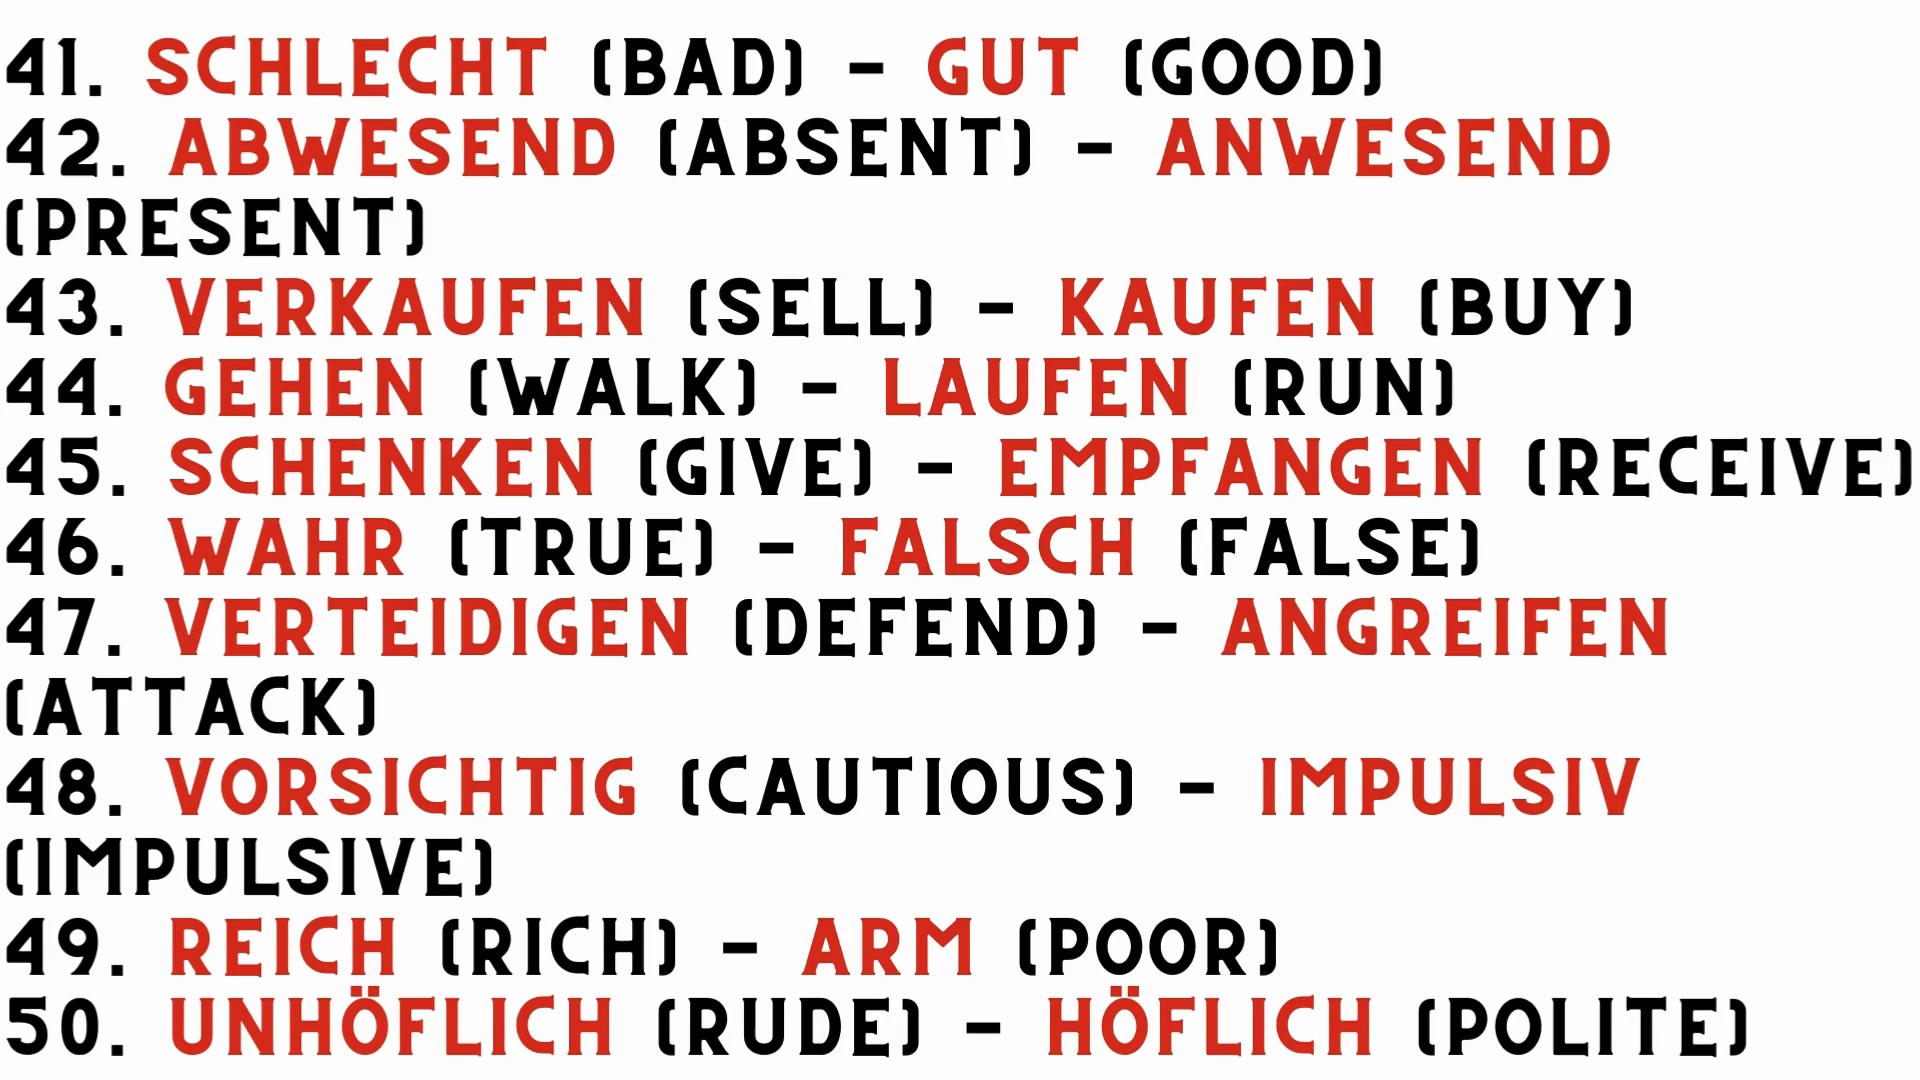 41. SCHLECHT (BAD) - GUT (GOOD)
42. ABWESEND (ABSENT) - ANWESEND
(PRESENT)
43. VERKAUFEN (SELL) - KAUFEN (BUY)
44. GEHEN (WALK) - LAUFEN (RUN)
45. SCHENKEN (GIVE) - EMPFANGEN (RECEIVE)
46. WAHR (TRUE) - FALSCH (FALSE)
47. VERTEIDIGEN (DEFEND) - ANGREIFEN
(ATTACK)
48. VORSICHTIG (CAUTIOUS) - IMPULSIV
(IMPULSIVE)
49. REICH (RICH) - ARM (POOR)
50. UNHÖFLICH (RUDE) - HÖFLICH (POLITE)